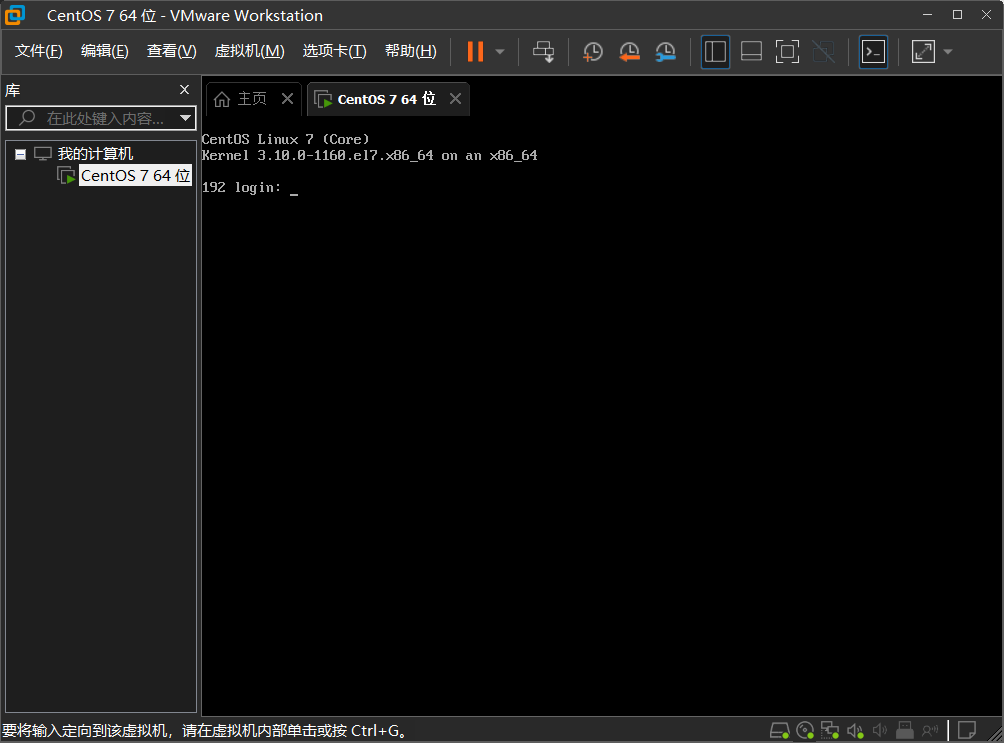 CentOS 7 64 位 - VMware Workstation
文件(F) 编辑(E) 查看(V) 虚拟机(M) 选项卡(T) 帮助(H)
库
在此处键入内容...
我的计算机
CentOS 7 64 位
主页
CentOS 7 64 位
CentOS Linux 7 (Core)
Kernel 3.10.0-1160.el7.x86_64 on an x86_64
192 login: _
要将输入定向到该虚拟机，请在虚拟机内部单击或按 Ctrl+G。